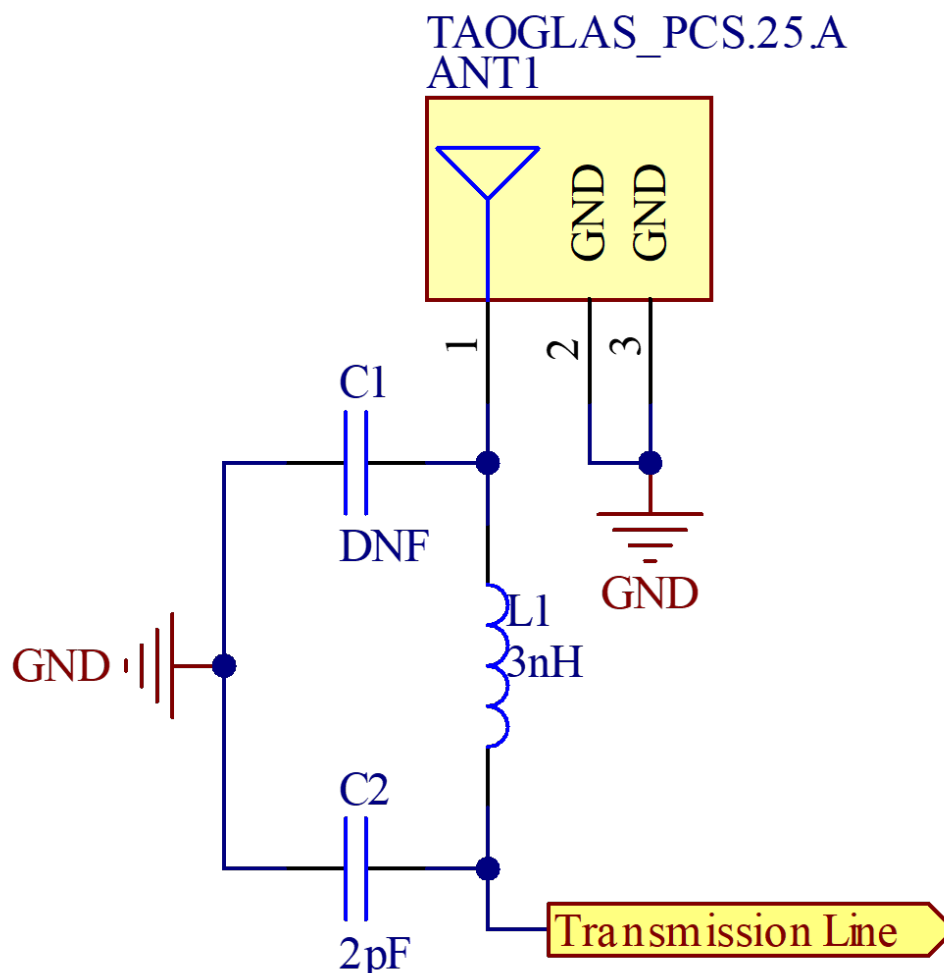 TAOGLAS_PCS.25.A
ANT1
GND
GND
1
2
3
C1
DNF
GND
L1
3nH
GND
C2
2pF
Transmission Line